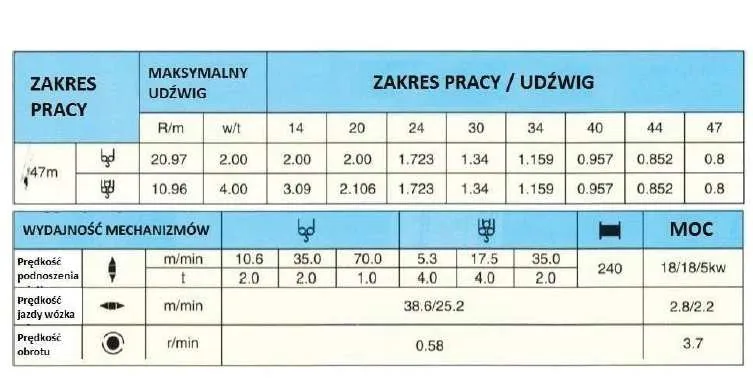 ZAKRES PRACY MAKSYMALNY UDŹWIG ZAKRES PRACY / UDŹWIG
R/m w/t 14 20 24 30 34 40 44 47
47m 20.97 2.00 2.00 2.00 1.723 1.34 1.159 0.957 0.852 0.8
10.96 4.00 3.09 2.106 1.723 1.34 1.159 0.957 0.852 0.8
WYDAJNOŚĆ MECHANIZMÓW MOC
Prędkość podnoszenia m/min 10.6 35.0 70.0 5.3 17.5 35.0 240 18/18/5kw
t 2.0 2.0 1.0 4.0 4.0 2.0
Prędkość jazdy wózka m/min 38.6/25.2 2.8/2.2
Prędkość obrotu r/min 0.58 3.7